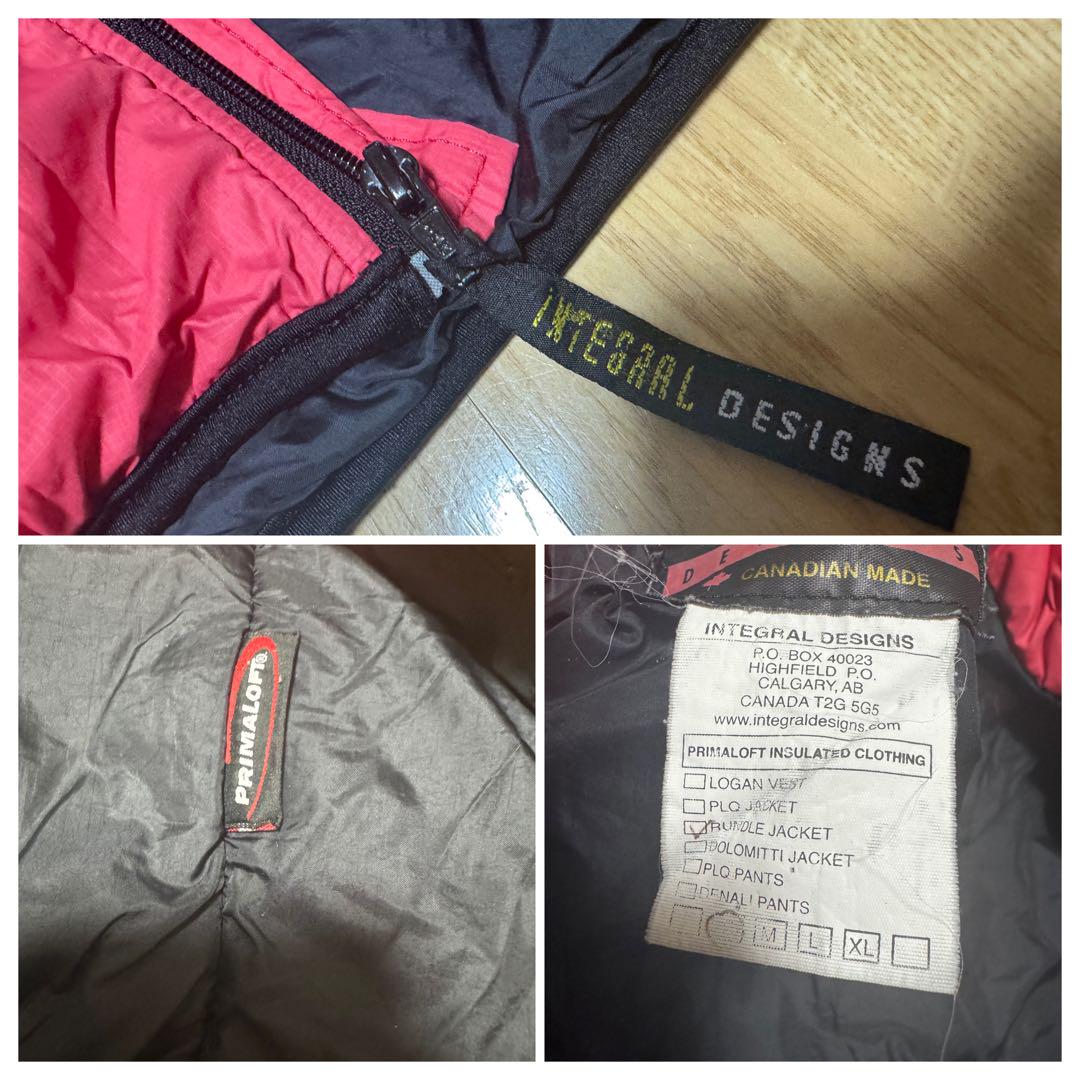 INTEGRAL DESIGNS
PRIMALOFT®
D E S
CANADIAN MADE
INTEGRAL DESIGNS
P.O. BOX 40023
HIGHFIELD P.O.
CALGARY, AB
CANADA T2G 5G5
www.integraldesigns.com
PRIMALOFT INSULATED CLOTHING
LOGAN VEST
PLQ JACKET
RUNDLE JACKET
DOLOMITTI JACKET
PLQ PANTS
DENALI PANTS
M L XL